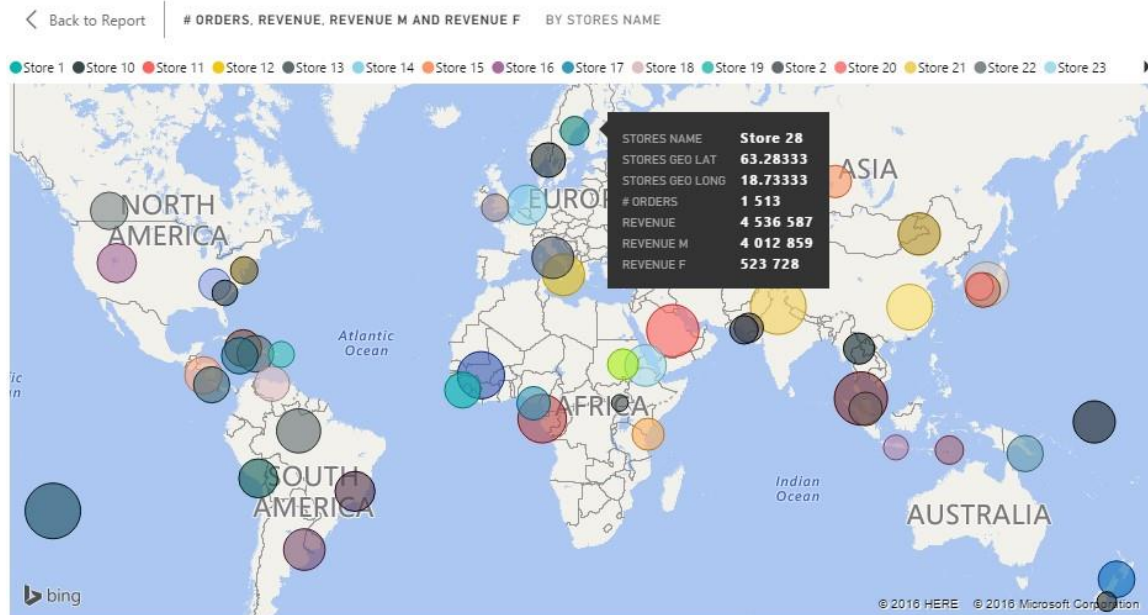 Back to Report
# ORDERS, REVENUE, REVENUE M AND REVENUE F BY STORES NAME
Store 1 Store 10 Store 11 Store 12 Store 13 Store 14 Store 15 Store 16 Store 17 Store 18 Store 19 Store 2 Store 20 Store 21 Store 22 Store 23
STORES NAME Store 28
STORES GEO LAT 63.28333
STORES GEO LONG 18.73333
# ORDERS 1 513
REVENUE 4 536 587
REVENUE M 4 012 859
REVENUE F 523 728
ASIA
NORTH
AMERICA
EUROP
Atlantic
Ocean
ic
n
AFRICA
SOUTH
AMERICA
Indian
Ocean
AUSTRALIA
bing
© 2016 HERE © 2016 Microsoft Corporation